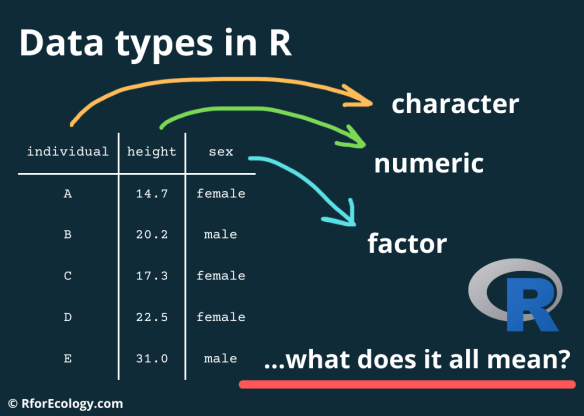 Data types in R
character
numeric
factor
individual height sex
A 14.7 female
B 20.2 male
C 17.3 female
D 22.5 female
E 31.0 male
R
...what does it all mean?
© RforEcology.com